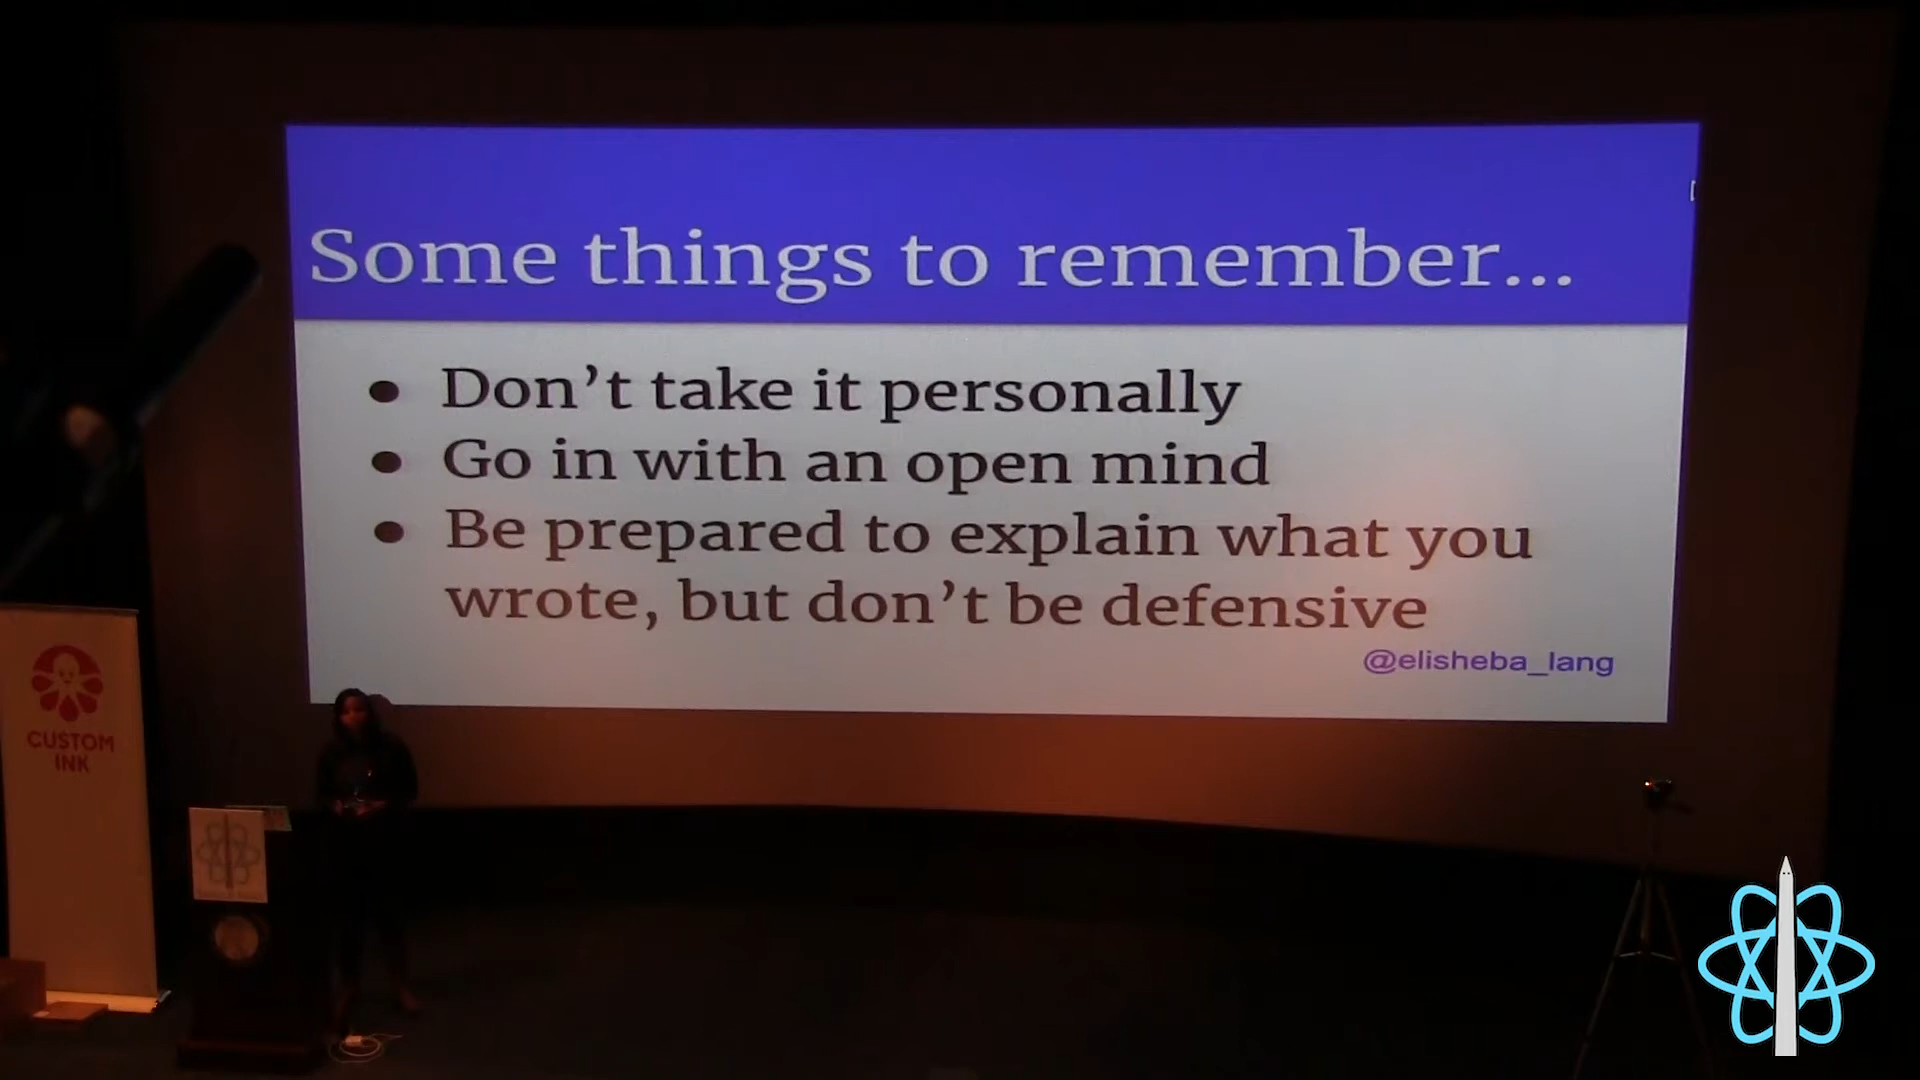 Some things to remember...
● Don't take it personally
● Go in with an open mind
● Be prepared to explain what you
wrote, but don't be defensive
@elisheba_lang
CUSTOM
INK